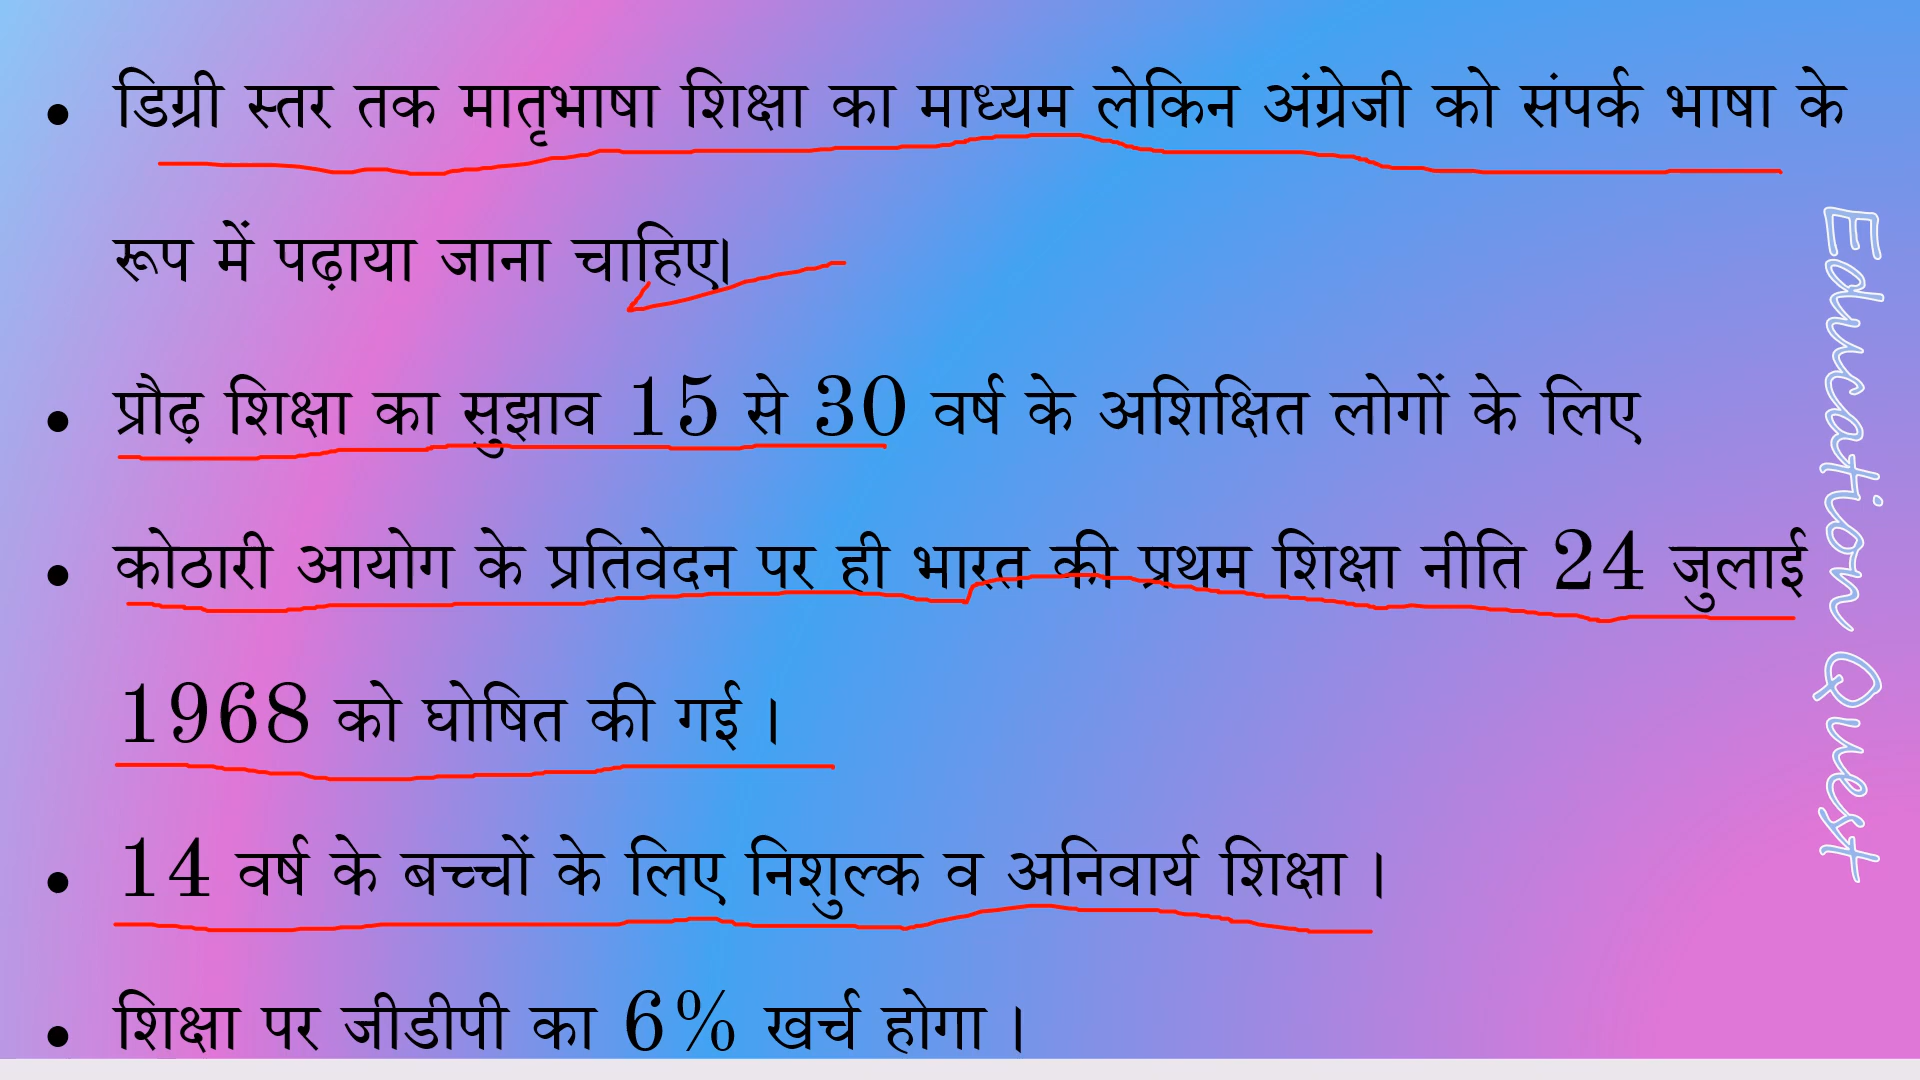 • डिग्री स्तर तक मातृभाषा शिक्षा का माध्यम लेकिन अंग्रेजी को संपर्क भाषा के
रूप में पढ़ाया जाना चाहिए।
• प्रौढ़ शिक्षा का सुझाव 15 से 30 वर्ष के अशिक्षित लोगों के लिए
• कोठारी आयोग के प्रतिवेदन पर ही भारत की प्रथम शिक्षा नीति 24 जुलाई
1968 को घोषित की गई ।
• 14 वर्ष के बच्चों के लिए निशुल्क व अनिवार्य शिक्षा ।
• शिक्षा पर जीडीपी का 6% खर्च होगा ।
Education Quest